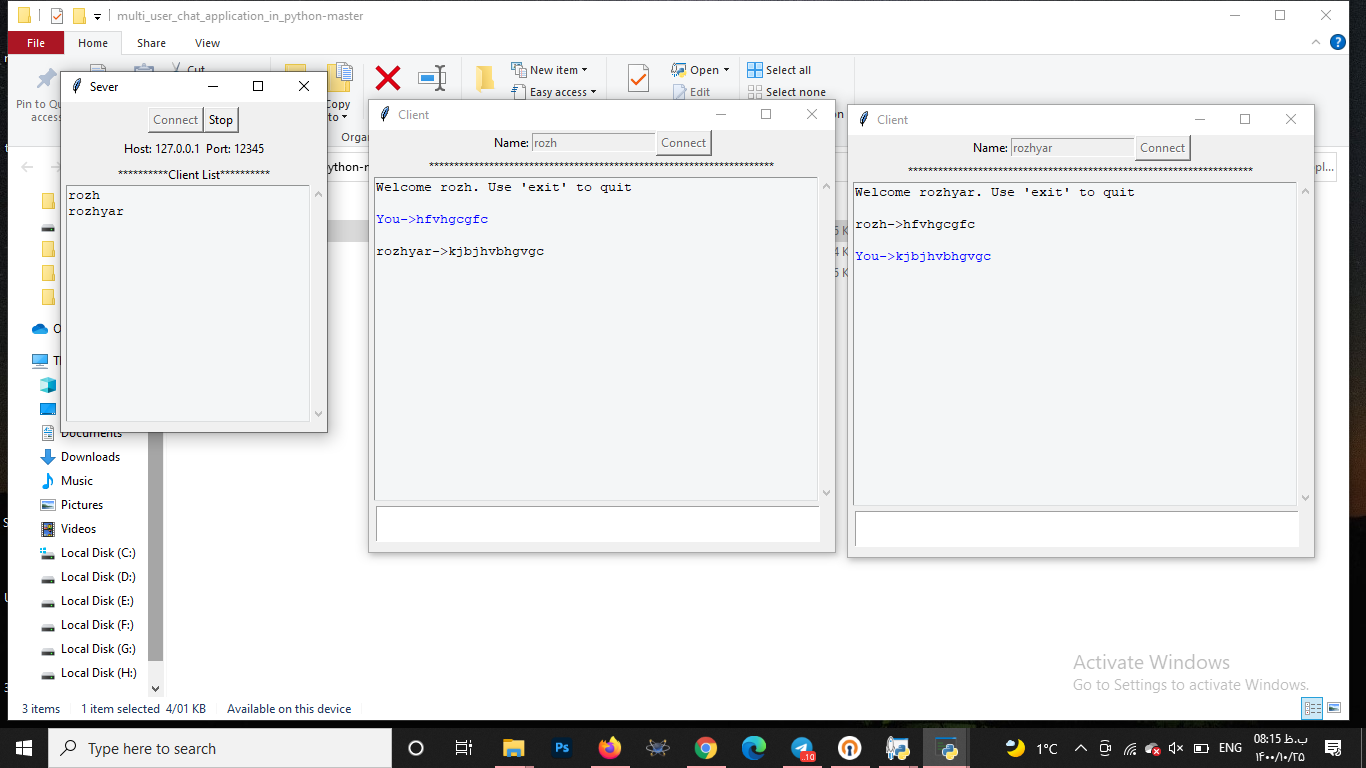 multi_user_chat_application_in_python-master
File Home Share View
Cut
Pin to Qu
access
Copy
to
New item
Easy access
Open
Edit
Select all
Select none
Sever
Connect Stop
Host: 127.0.0.1 Port: 12345
**********Client List**********
rozh
rozhyar
Client
Name: rozh Connect
*********************************************************************
Welcome rozh. Use 'exit' to quit
You->hfvhgcgfc
rozhyar->kjbjhvbhgvgc
Client
Name: rozhyar Connect
*********************************************************************
Welcome rozhyar. Use 'exit' to quit
rozh->hfvhgcgfc
You->kjbjhvbhgvgc
Documents
Downloads
Music
Pictures
Videos
Local Disk (C:)
Local Disk (D:)
Local Disk (E:)
Local Disk (F:)
Local Disk (G:)
Local Disk (H:)
Activate Windows
Go to Settings to activate Windows.
3 items 1 item selected 4/01 KB Available on this device
Type here to search
Ps
..10
1°C
ENG
08:15 ب.ظ
۱۴۰۰/۱۰/۲۵